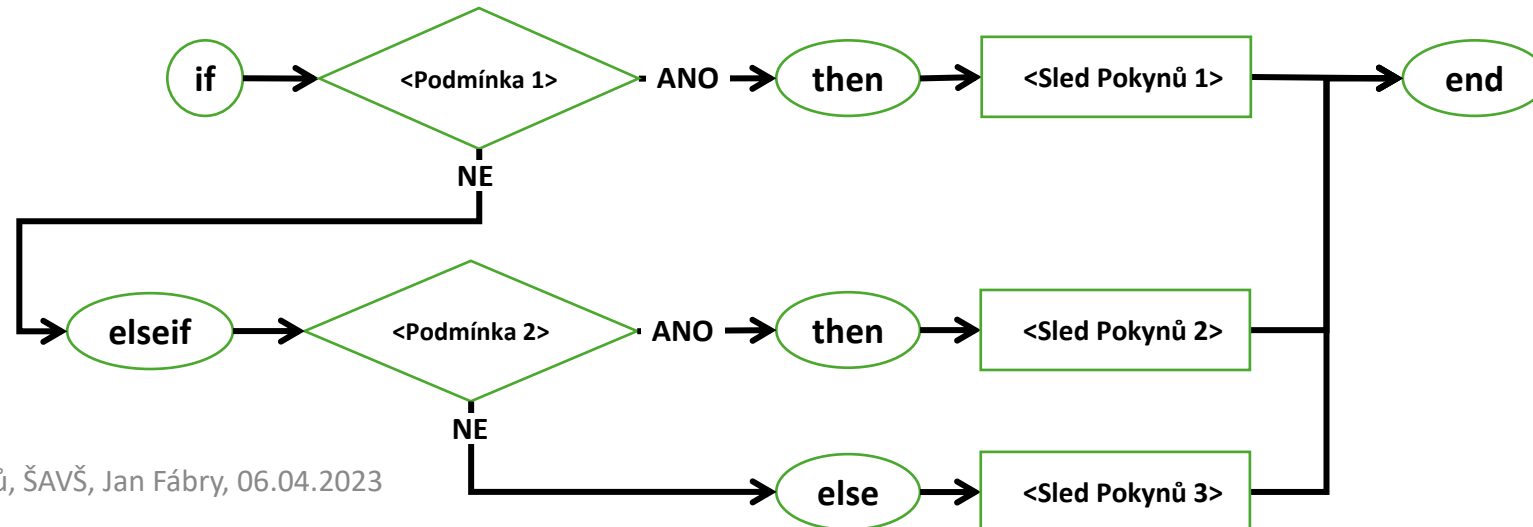 if
<Podmínka 1>
ANO
then
<Sled Pokynů 1>
end
NE
elseif
<Podmínka 2>
ANO
then
<Sled Pokynů 2>
NE
else
<Sled Pokynů 3>
ŠAVŠ, Jan Fábry, 06.04.2023